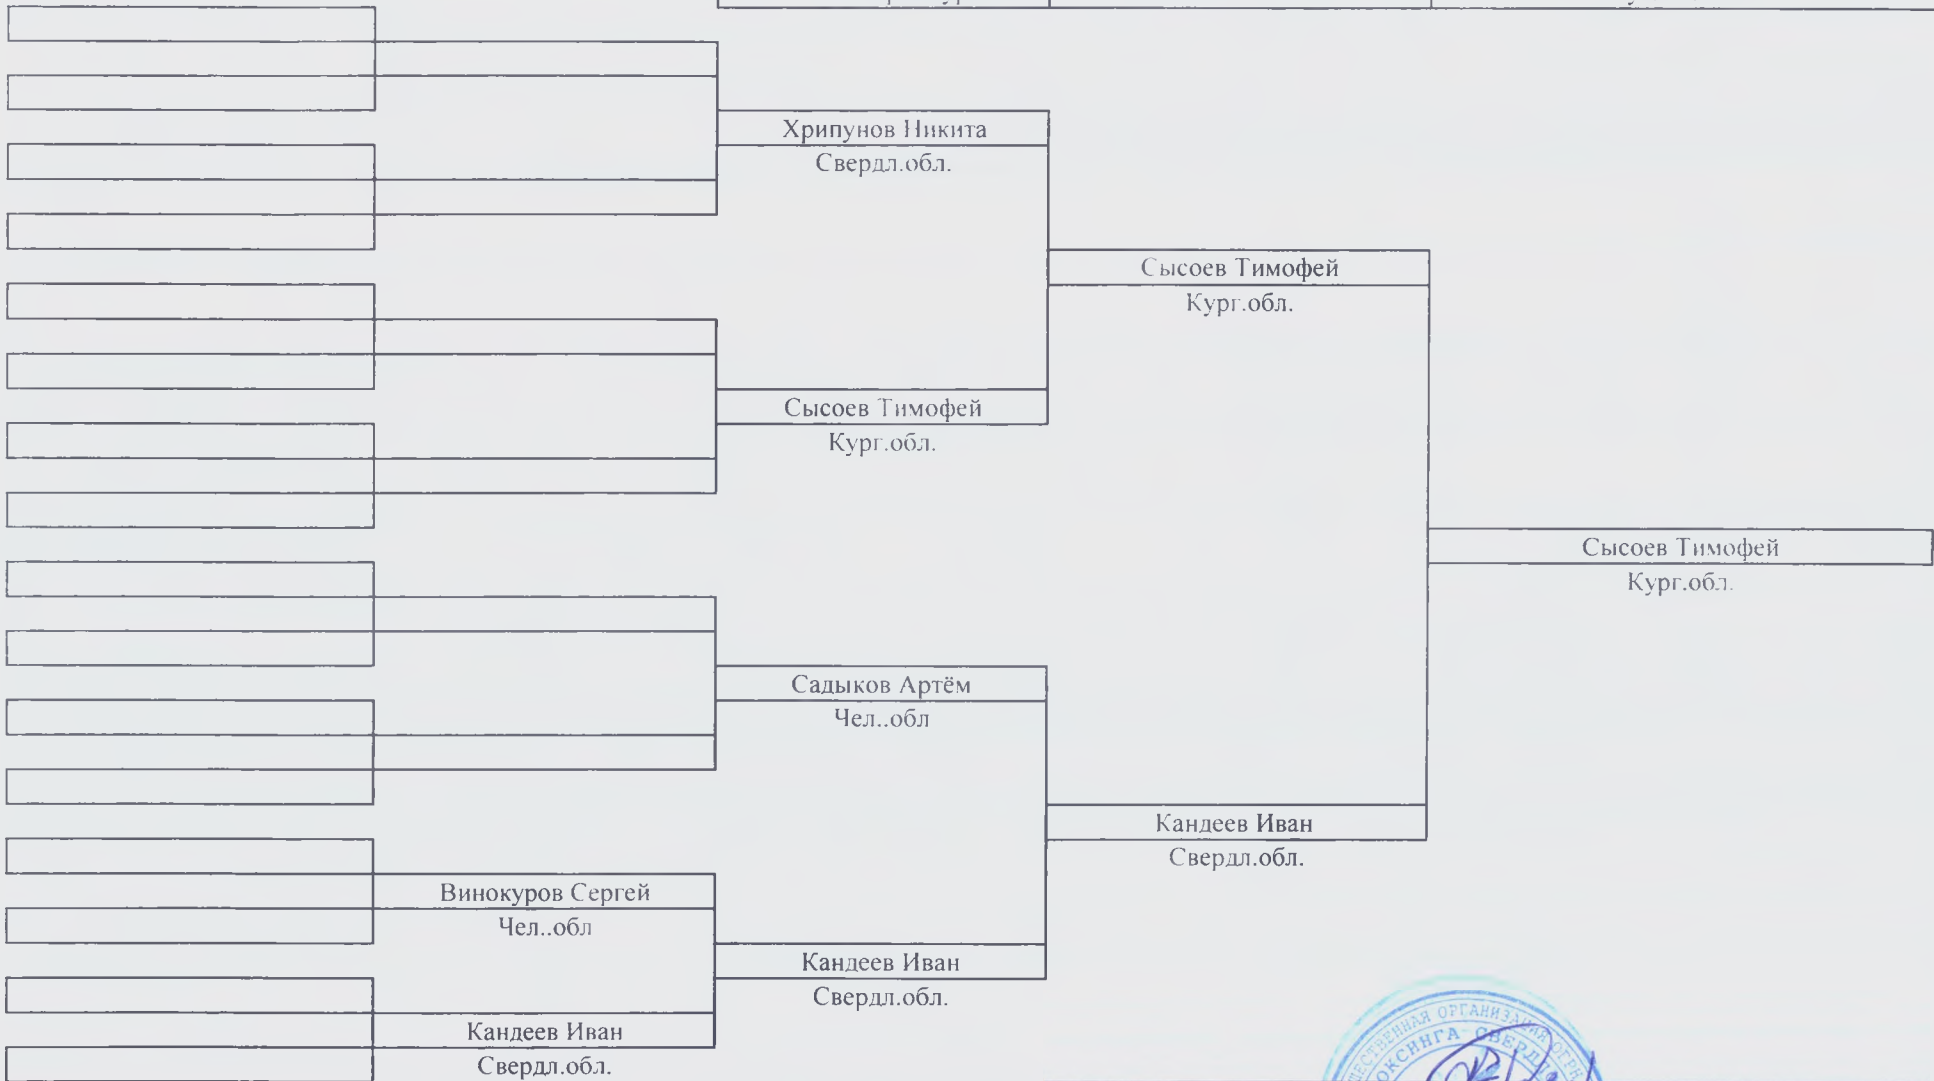 Хрипунов Никита
Свердл.обл.
Сысоев Тимофей
Кург.обл.
Сысоев Тимофей
Кург.обл.
Сысоев Тимофей
Кург.обл.
Садыков Артём
Чел..обл
Кандеев Иван
Свердл.обл.
Винокуров Сергей
Чел..обл
Кандеев Иван
Свердл.обл.
Кандеев Иван
Свердл.обл.